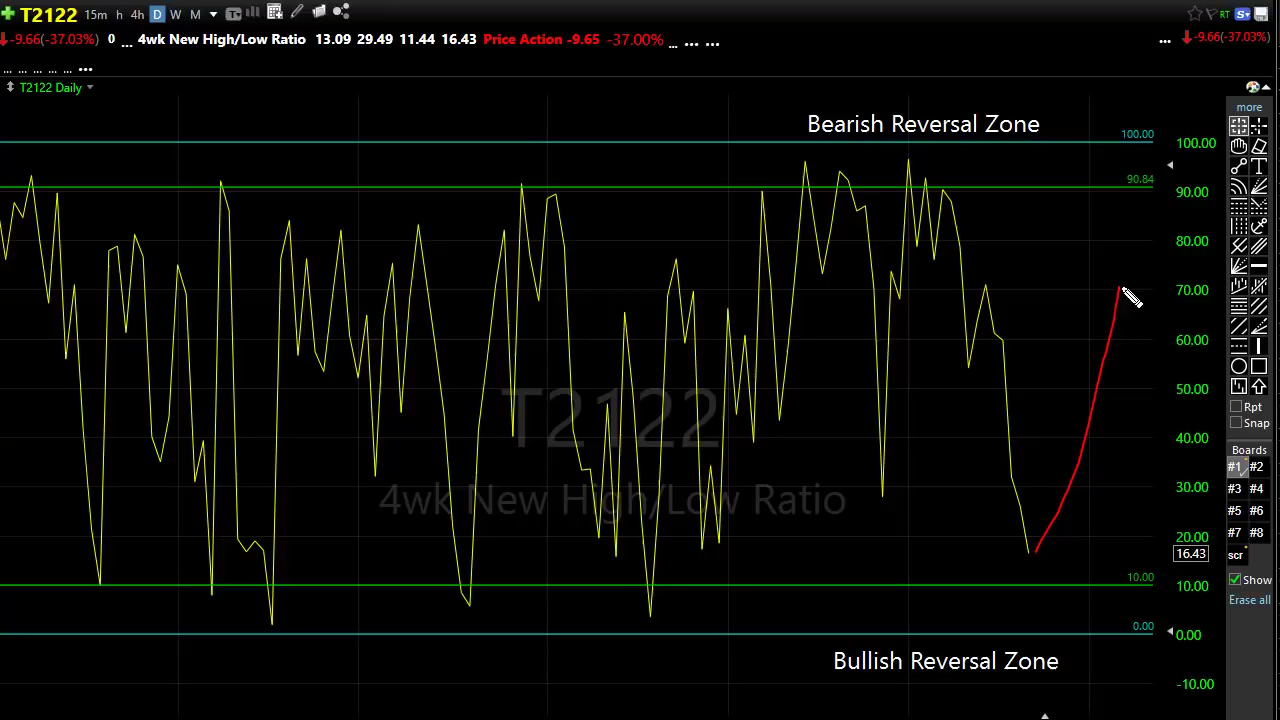 T2122 15m h 4h D W M T RT S
-9.66(-37.03%) 0 ... 4wk New High/Low Ratio 13.09 29.49 11.44 16.43 Price Action -9.65 -37.00% ... ... ... ... -9.66(-37.03%)
... ... ... ... ... ...
T2122 Daily
more
Bearish Reversal Zone
100.00 100.00
90.84
90.00
80.00
70.00
60.00
50.00
40.00
30.00
20.00
16.43
10.00 10.00
0.00 0.00
-10.00
T2122
4wk New High/Low Ratio
Bullish Reversal Zone
T
Rpt
Snap
Boards
#1 #2
#3 #4
#5 #6
#7 #8
scr
Show
Erase all